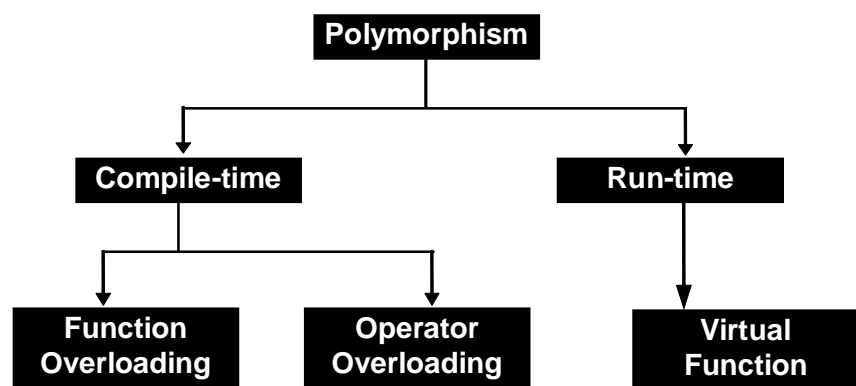 Polymorphism
Compile-time
Run-time
Function
Overloading
Operator
Overloading
Virtual
Function